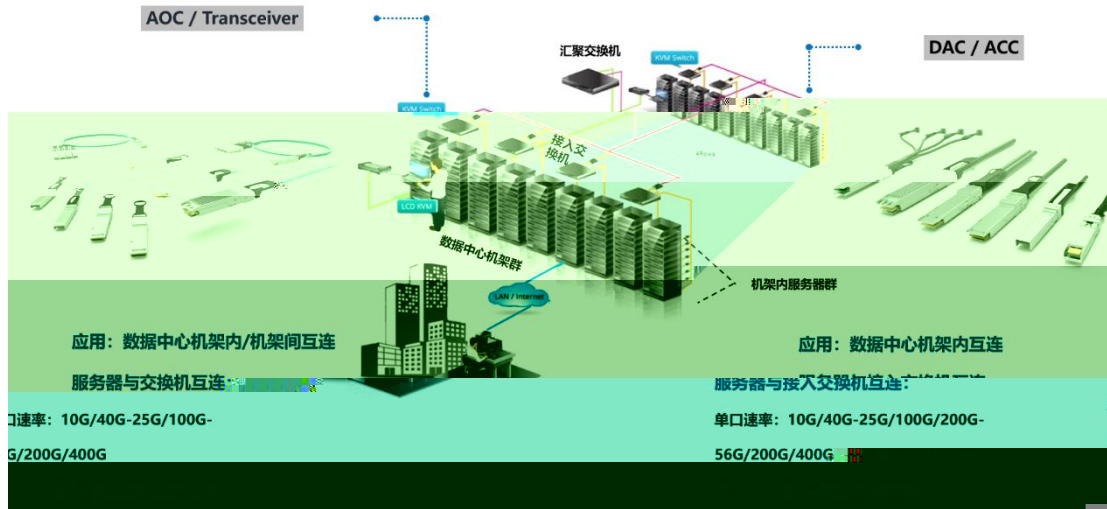 AOC / Transceiver
DAC / ACC
汇聚交换机
KVM Switch
KVM Switch
接入交
换机
LCD KVM
数据中心机架群
LAN / Internet
机架内服务器群
应用：数据中心机架内/机架间互连
服务器与交换机互连
口速率：10G/40G-25G/100G-
G/200G/400G
应用：数据中心机架内互连
服务器与接入交换机互连；交换机互连
单口速率：10G/40G-25G/100G/200G-
56G/200G/400G